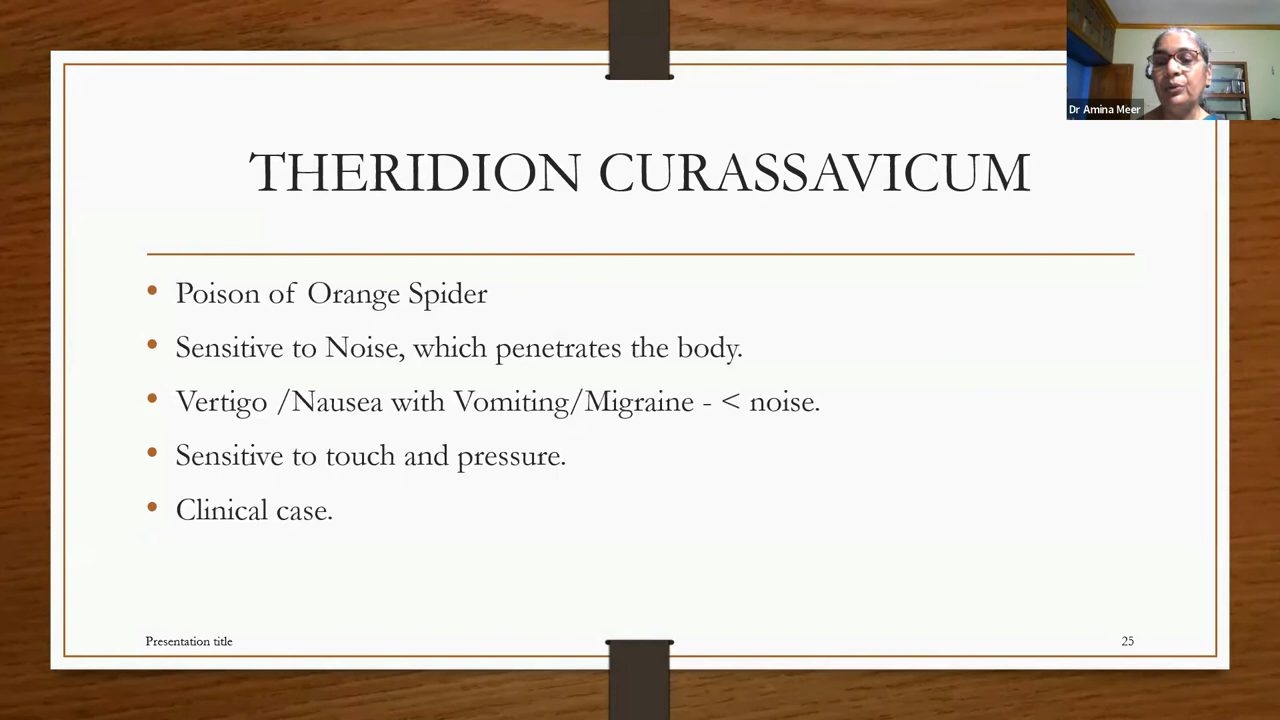 Dr Amina Meer
THERIDION CURASSAVICUM
• Poison of Orange Spider
• Sensitive to Noise, which penetrates the body.
• Vertigo /Nausea with Vomiting/Migraine - < noise.
• Sensitive to touch and pressure.
• Clinical case.
Presentation title
25